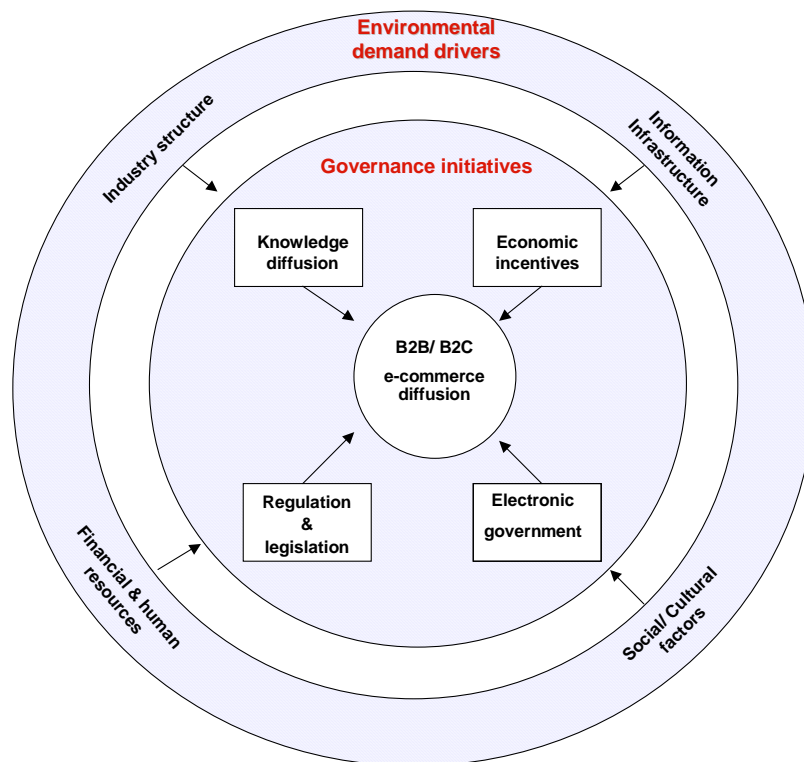 Environmental
demand drivers
Industry structure
Information
Infrastructure
Governance initiatives
Knowledge
diffusion
Economic
incentives
B2B/ B2C
e-commerce
diffusion
Regulation
&
legislation
Electronic
government
Financial & human
resources
Social/ Cultural
factors